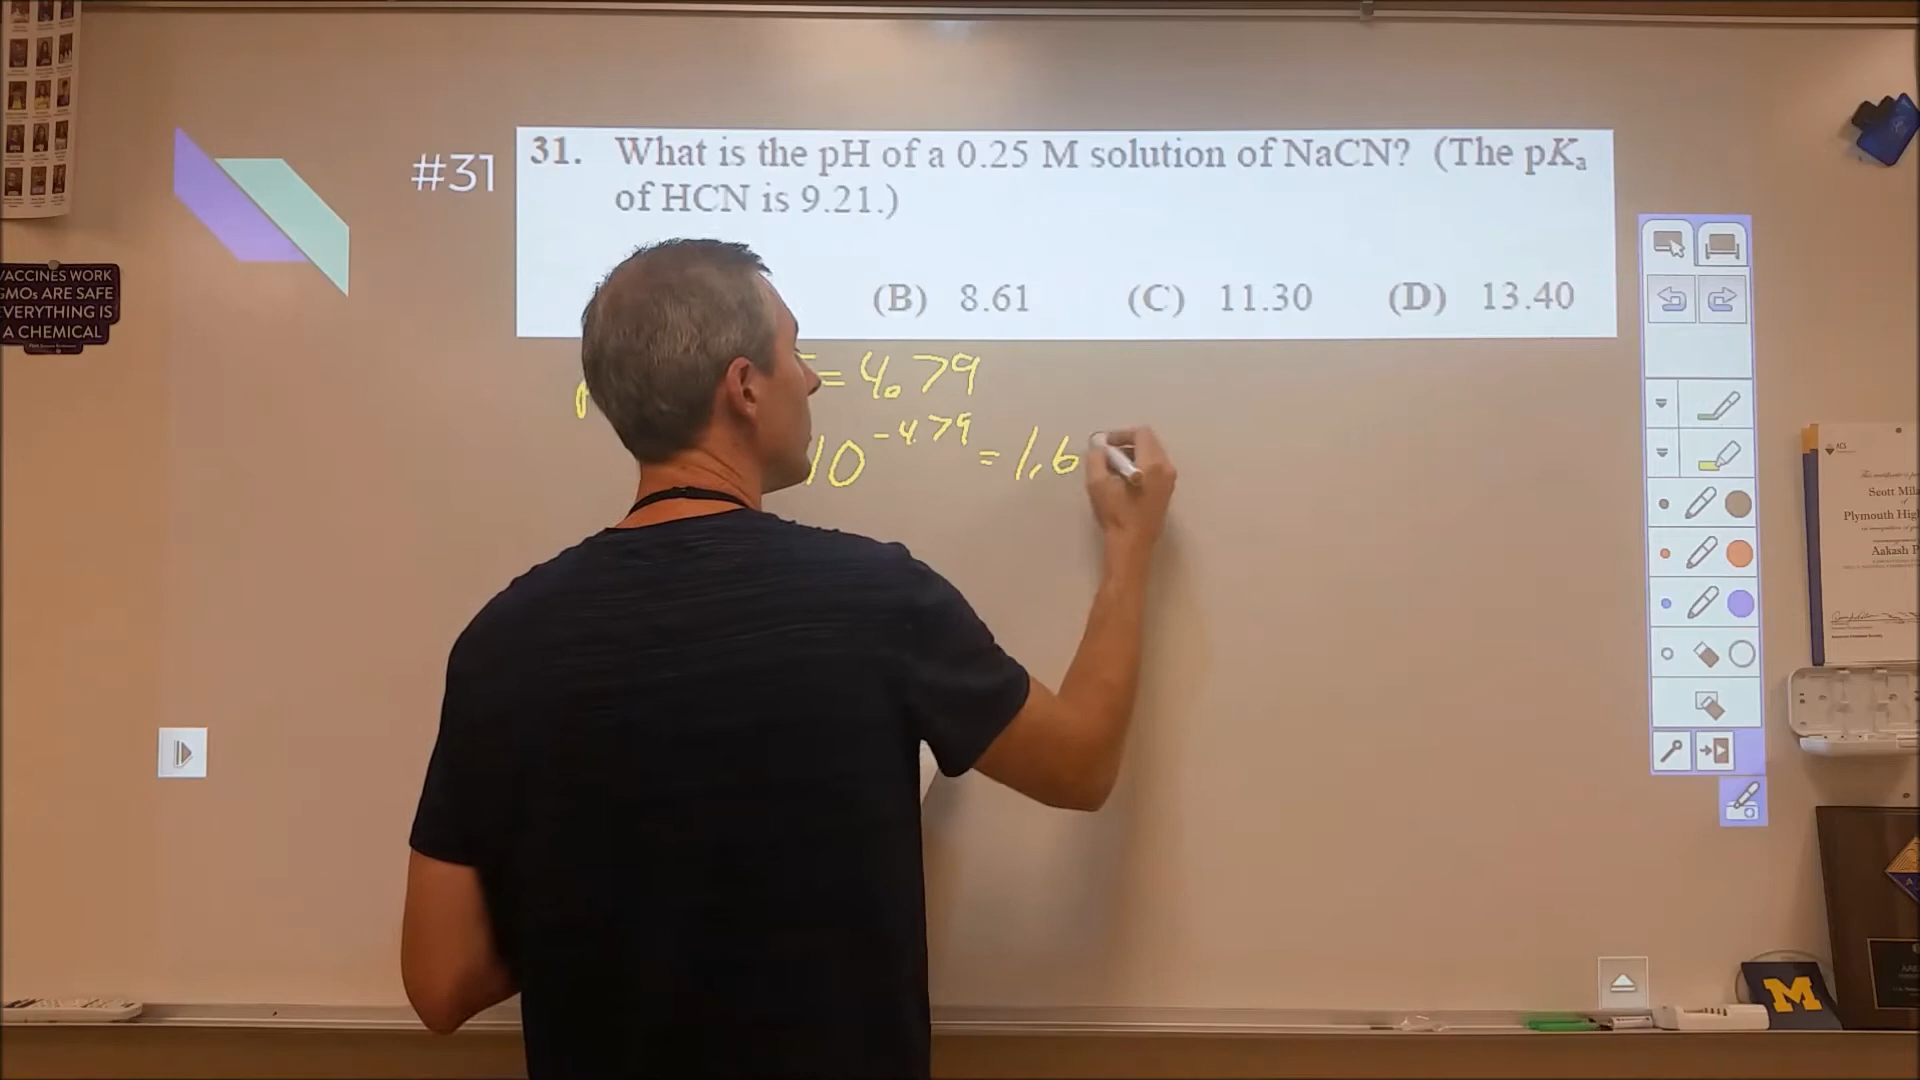 #31
31. What is the pH of a 0.25 M solution of NaCN? (The pKa
of HCN is 9.21.)
(B) 8.61 (C) 11.30 (D) 13.40
= 4.79
10^-4.79 = 1.6
VACCINES WORK
GMOs ARE SAFE
EVERYTHING IS
A CHEMICAL
ACS
Scott Mila
Plymouth Hig
Aakash P
M